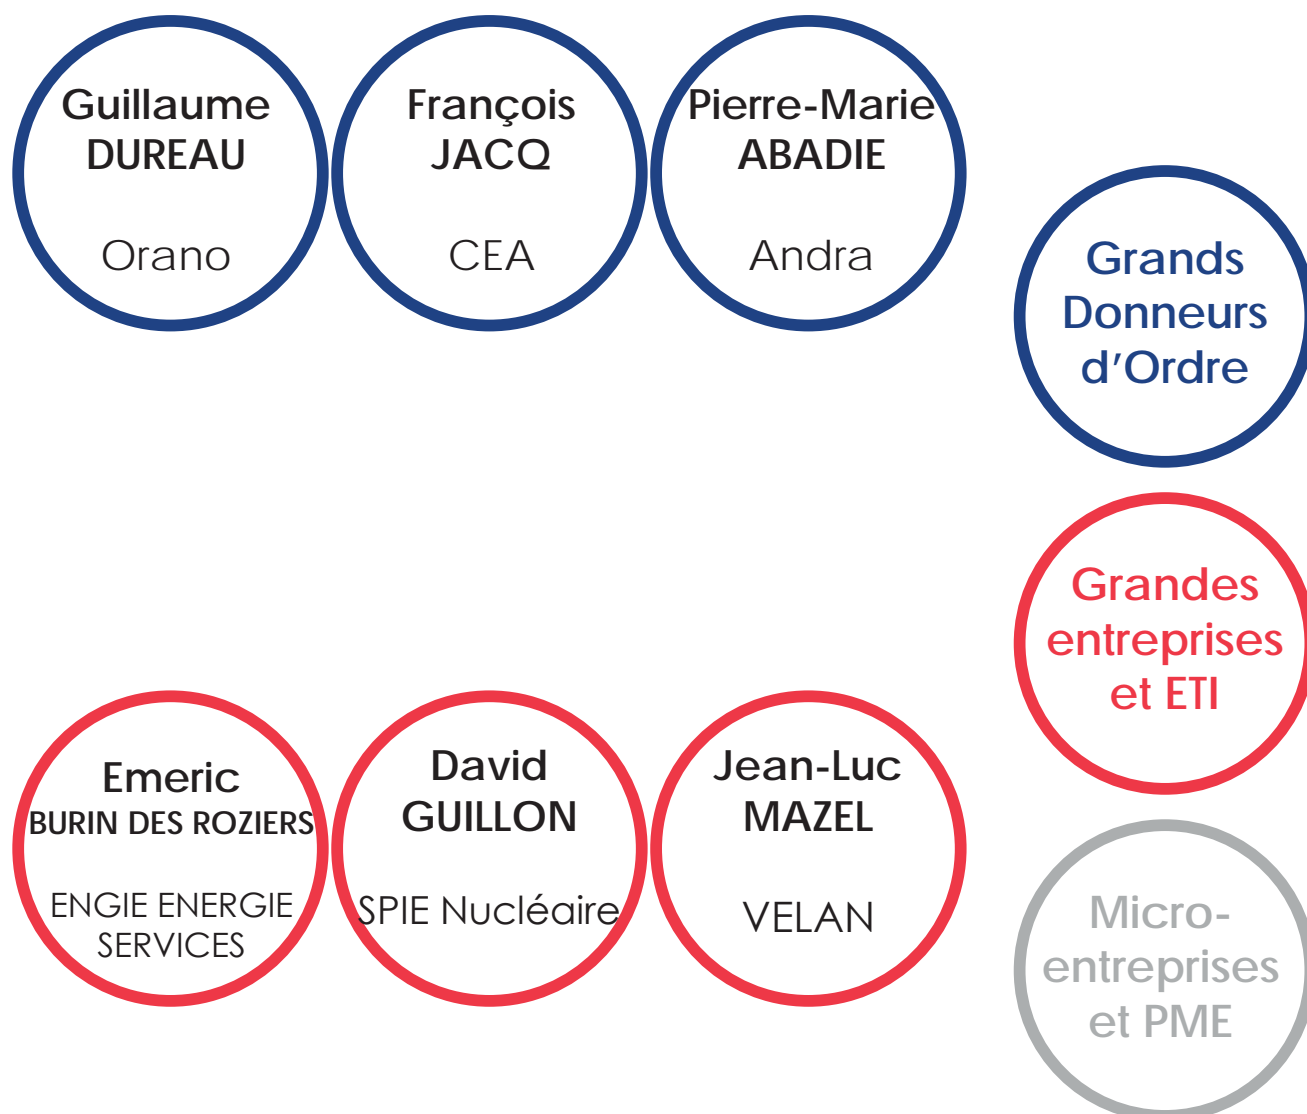 Guillaume
DUREAU
Orano
François
JACQ
CEA
Pierre-Marie
ABADIE
Andra
Grands
Donneurs
d'Ordre
Grandes
entreprises
et ETI
Emeric
BURIN DES ROZIERS
ENGIE ENERGIE
SERVICES
David
GUILLON
SPIE Nucléaire
Jean-Luc
MAZEL
VELAN
Micro-
entreprises
et PME